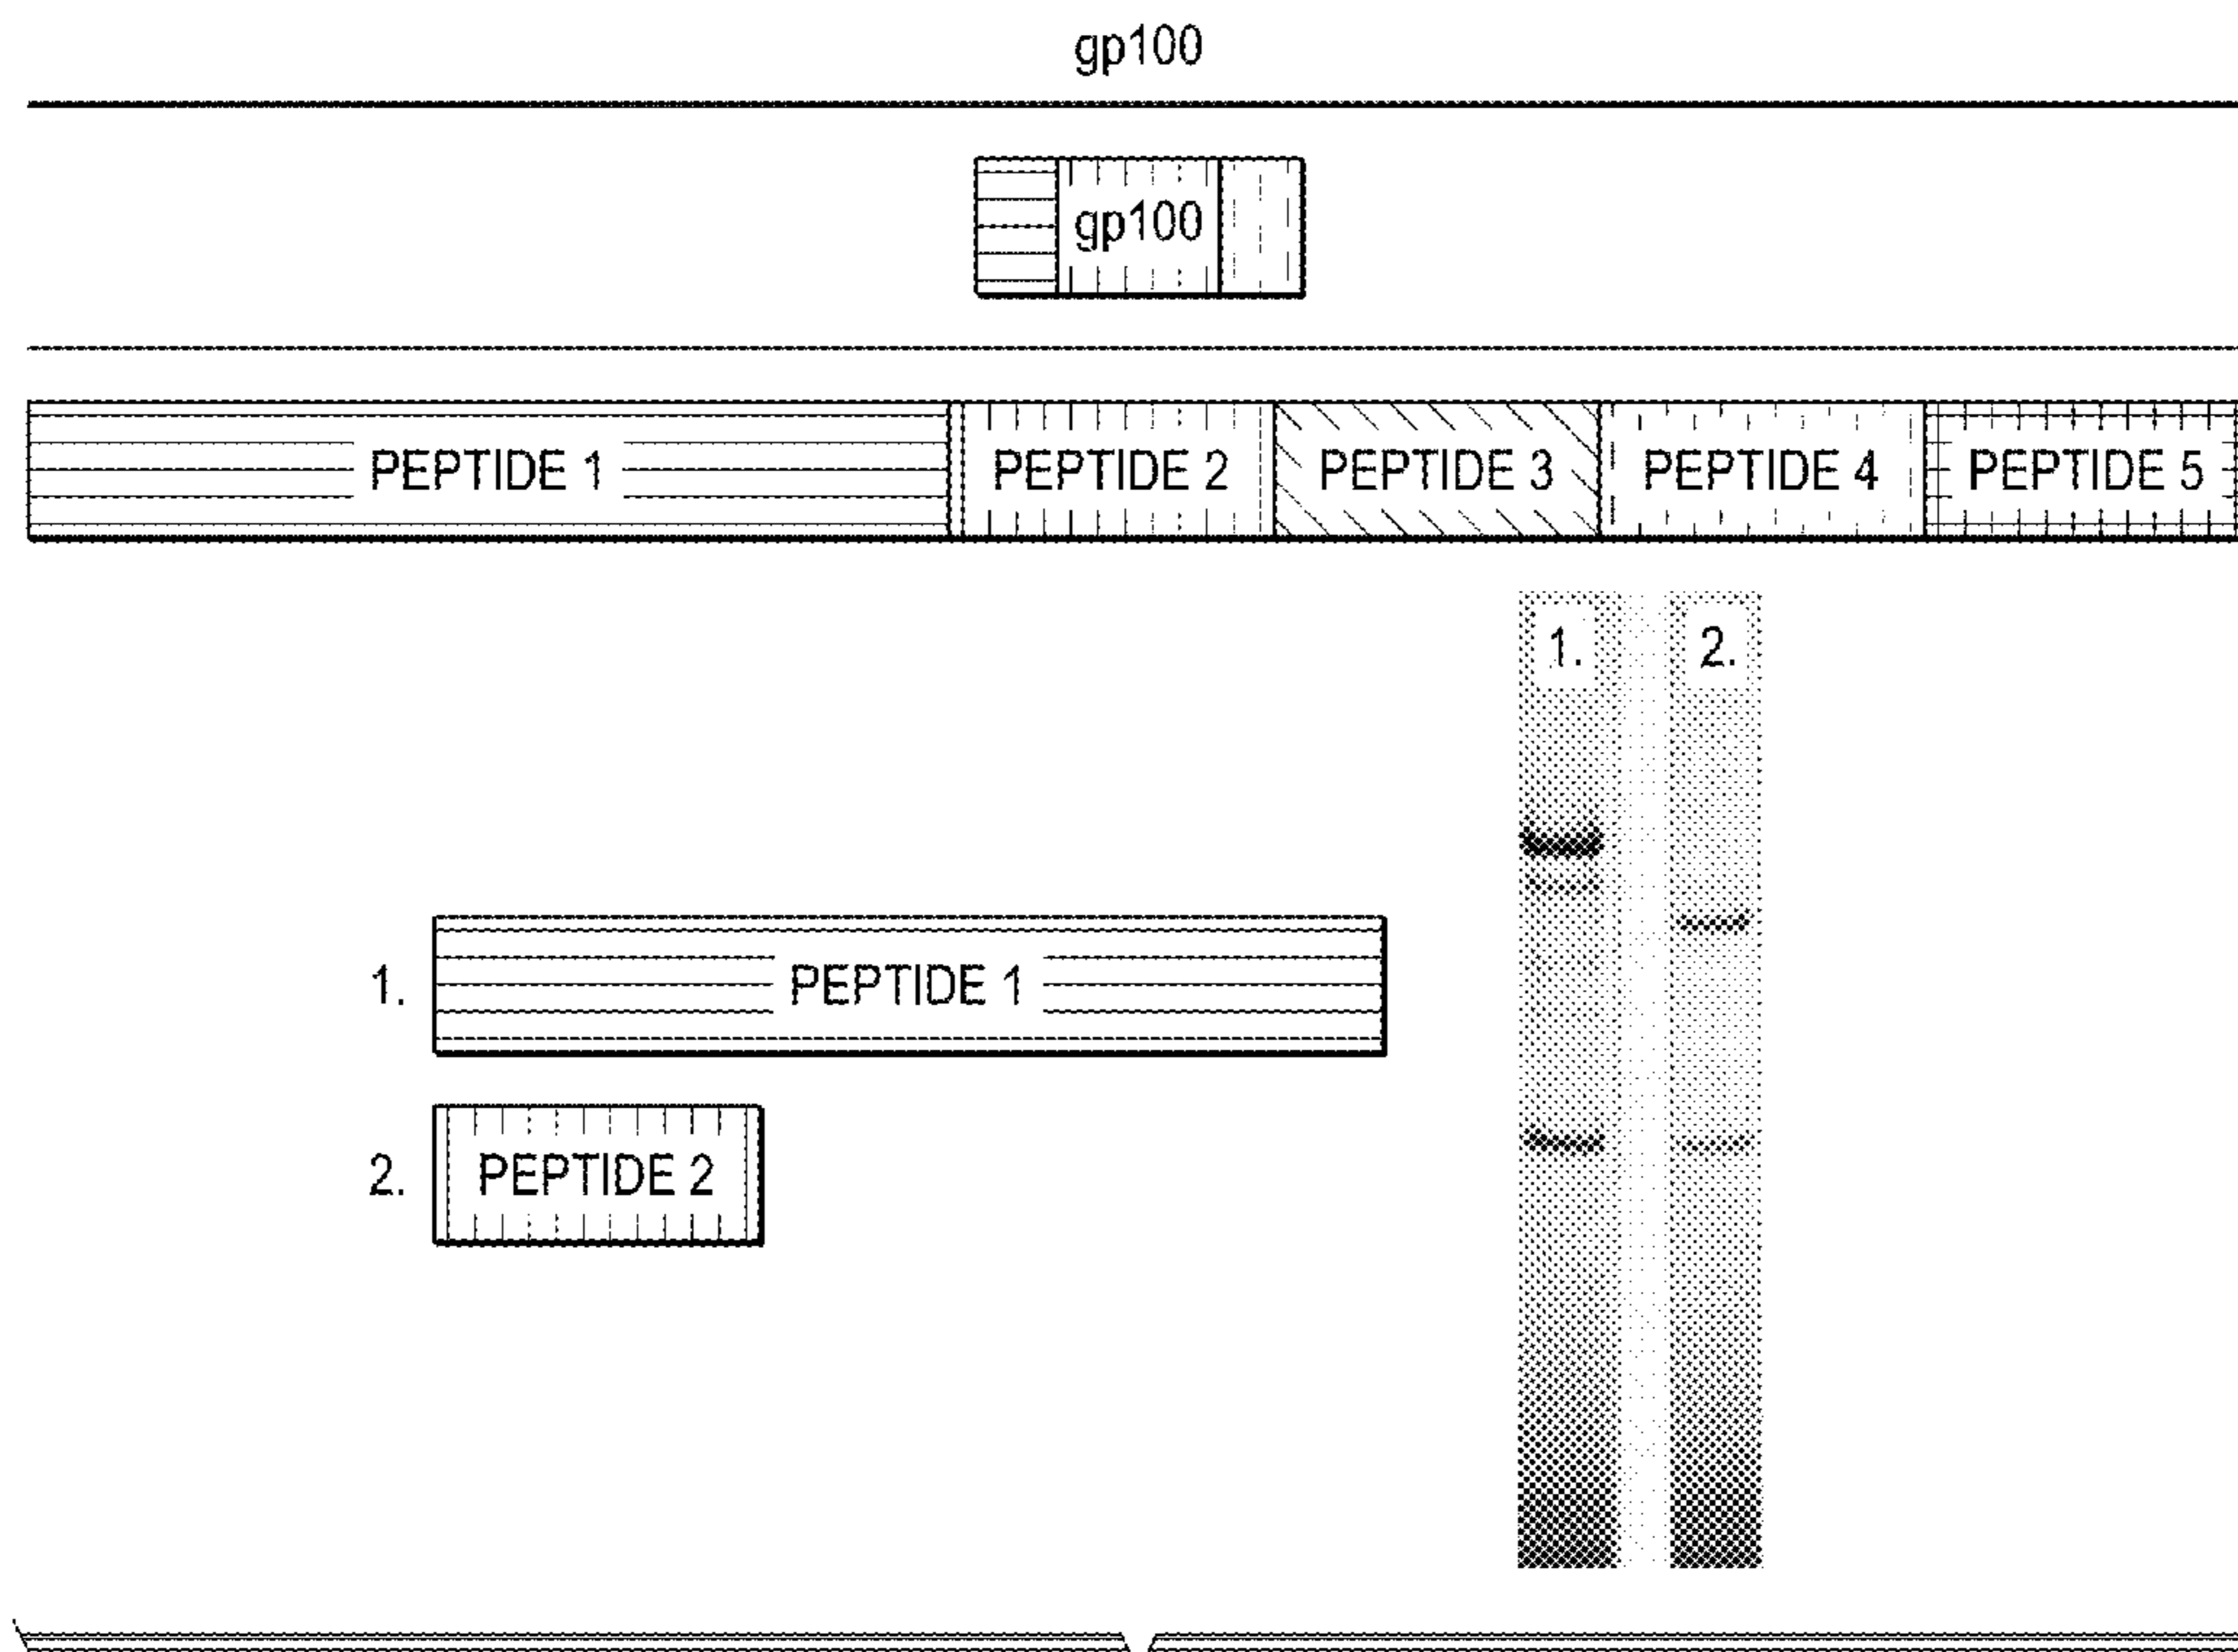 gp100
gp100
PEPTIDE 1 PEPTIDE 2 PEPTIDE 3 PEPTIDE 4 PEPTIDE 5
1. 2.
1. PEPTIDE 1
2. PEPTIDE 2